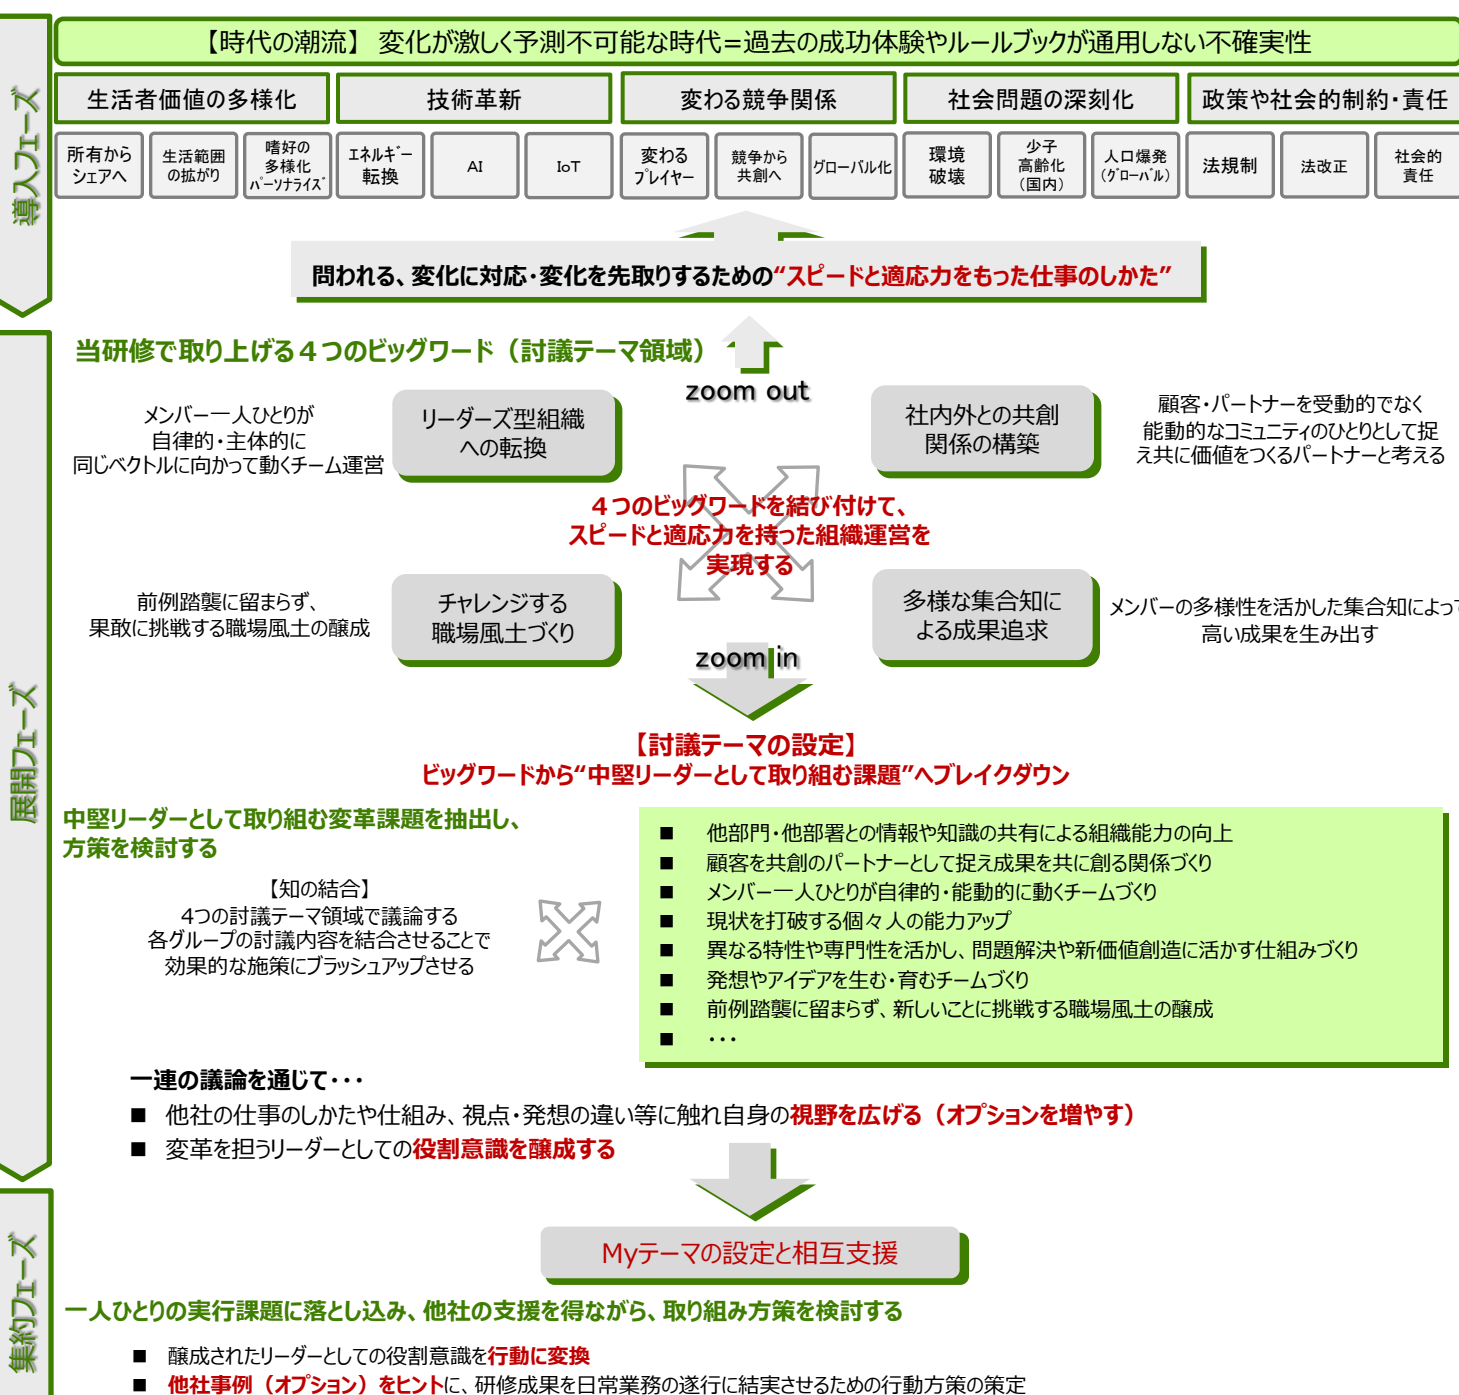 導入フェーズ
【時代の潮流】 変化が激しく予測不可能な時代=過去の成功体験やルールブックが通用しない不確実性
生活者価値の多様化
技術革新
変わる競争関係
社会問題の深刻化
政策や社会的制約・責任
所有から
シェアへ
生活範囲
の拡がり
嗜好の
多様化
パーソナライズ
エネルギー
転換
AI
IoT
変わる
プレイヤー
競争から
共創へ
グローバル化
環境
破壊
少子
高齢化
(国内)
人口爆発
(グローバル)
法規制
法改正
社会的
責任
問われる、変化に対応・変化を先取りするための“スピードと適応力をもった仕事のしかた”
展開フェーズ
当研修で取り上げる4つのビッグワード（討議テーマ領域）
zoom out
メンバー一人ひとりが
自律的・主体的に
同じベクトルに向かって動くチーム運営
リーダーズ型組織
への転換
社内外との共創
関係の構築
顧客・パートナーを受動的でなく
能動的なコミュニティのひとりとして捉
え共に価値をつくるパートナーと考える
4つのビッグワードを結び付けて、
スピードと適応力を持った組織運営を
実現する
前例踏襲に留まらず、
果敢に挑戦する職場風土の醸成
チャレンジする
職場風土づくり
多様な集合知に
よる成果追求
メンバーの多様性を活かした集合知によって
高い成果を生み出す
zoom in
【討議テーマの設定】
ビッグワードから“中堅リーダーとして取り組む課題”へブレイクダウン
中堅リーダーとして取り組む変革課題を抽出し、
方策を検討する
【知の結合】
4つの討議テーマ領域で議論する
各グループの討議内容を結合させることで
効果的な施策にブラッシュアップさせる
■ 他部門・他部署との情報や知識の共有による組織能力の向上
■ 顧客を共創のパートナーとして捉え成果を共に創る関係づくり
■ メンバー一人ひとりが自律的・能動的に動くチームづくり
■ 現状を打破する個々人の能力アップ
■ 異なる特性や専門性を活かし、問題解決や新価値創造に活かす仕組みづくり
■ 発想やアイデアを生む・育むチームづくり
■ 前例踏襲に留まらず、新しいことに挑戦する職場風土の醸成
■ ・・・
一連の議論を通じて・・・
■ 他社の仕事のしかたや仕組み、視点・発想の違い等に触れ自身の視野を広げる（オプションを増やす）
■ 変革を担うリーダーとしての役割意識を醸成する
集約フェーズ
Myテーマの設定と相互支援
一人ひとりの実行課題に落とし込み、他社の支援を得ながら、取り組み方策を検討する
■ 醸成されたリーダーとしての役割意識を行動に変換
■ 他社事例（オプション）をヒントに、研修成果を日常業務の遂行に結実させるための行動方策の策定